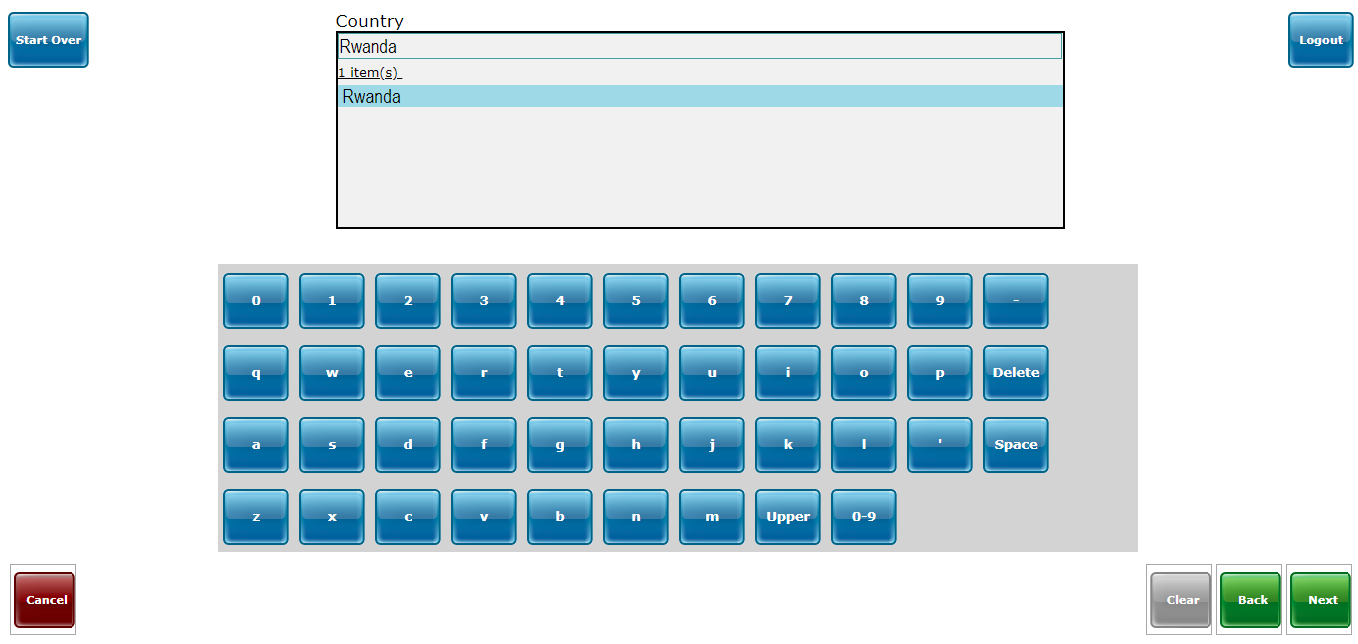 Start Over
Country
Logout
Rwanda
1 item(s)
Rwanda
0 1 2 3 4 5 6 7 8 9 -
q w e r t y u i o p Delete
a s d f g h j k l ' Space
z x c v b n m Upper 0-9
Cancel
Clear Back Next